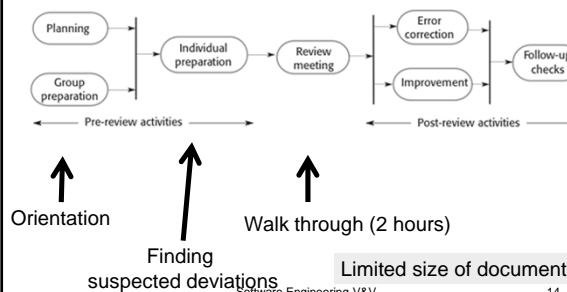 Planning
Group
preparation
Individual
preparation
Review
meeting
Error
correction
Improvement
Follow-up
checks
Pre-review activities
Post-review activities
Orientation
Finding
suspected deviations
Walk through (2 hours)
Limited size of document
Software Engineering V&V
14